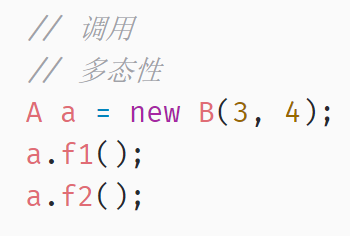 // 调用
// 多态性
A a = new B(3, 4);
a.f1();
a.f2();